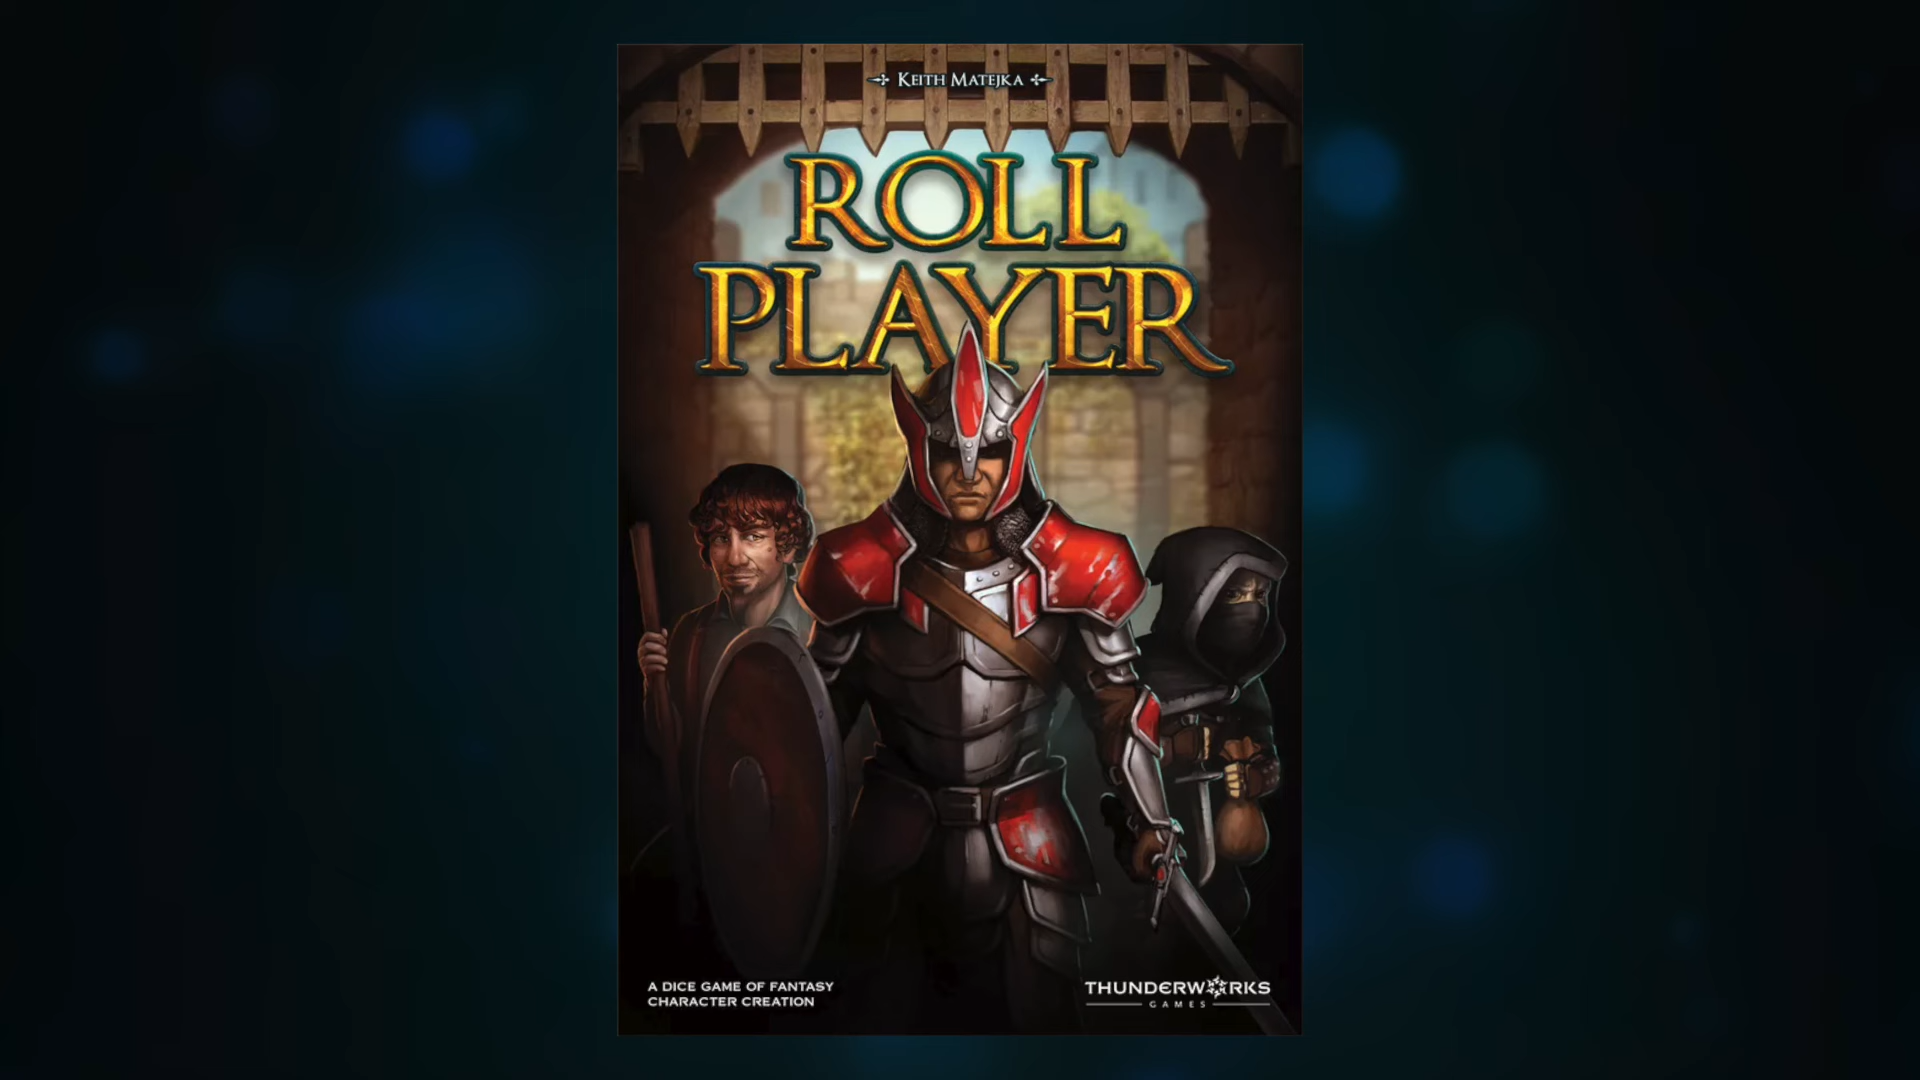 KEITH MATEJKA
ROLL
PLAYER
A DICE GAME OF FANTASY
CHARACTER CREATION
THUNDERWORKS
GAMES